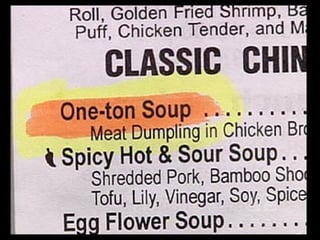 Roll, Golden Fried Shrimp,
Puff, Chicken Tender, and
CLASSIC
One-ton Soup ..........
Meat Dumpling in Chicken
Spicy Hot & Sour Soup....
Shredded Pork, Bamboo
Tofu, Lily, Vinegar, Soy,
Egg Flower Soup.......